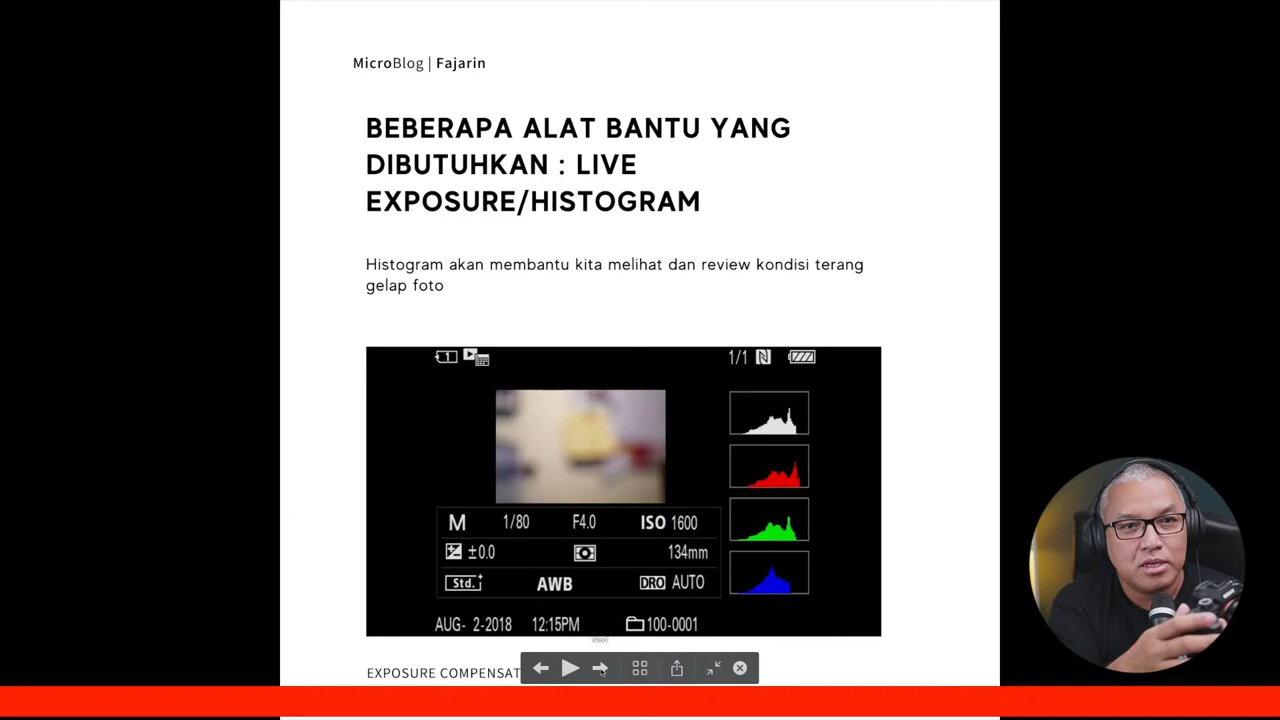 MicroBlog | Fajarin
BEBERAPA ALAT BANTU YANG
DIBUTUHKAN : LIVE
EXPOSURE/HISTOGRAM
Histogram akan membantu kita melihat dan review kondisi terang
gelap foto
1 1/1 N
M 1/80 F4.0 ISO 1600
±0.0 134mm
Std. AWB DRO AUTO
AUG- 2-2018 12:15PM 100-0001
EXPOSURE COMPENSAT